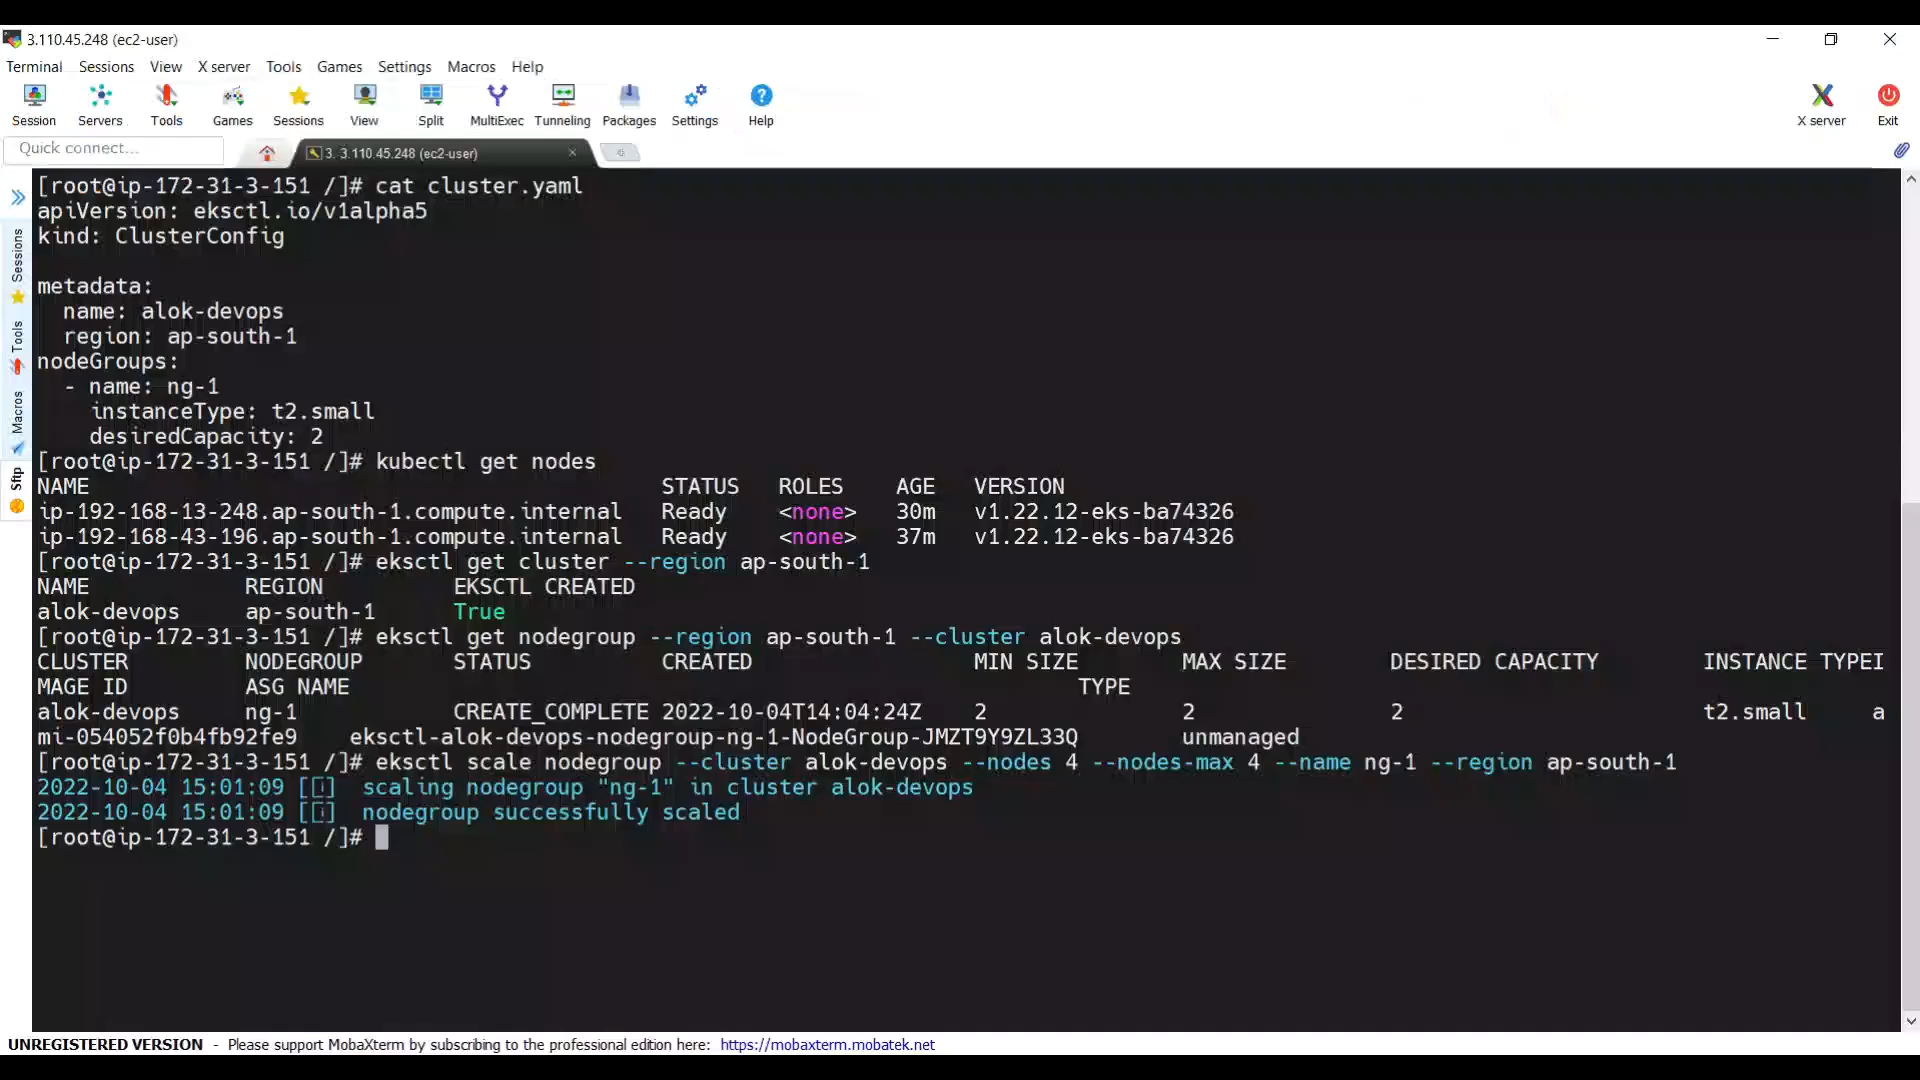 3.110.45.248 (ec2-user)
Terminal Sessions View X server Tools Games Settings Macros Help
Session Servers Tools Games Sessions View Split MultiExec Tunneling Packages Settings Help X server Exit
Quick connect...
3. 3.110.45.248 (ec2-user)
Sessions
Tools
Macros
Sftp
[root@ip-172-31-3-151 /]# cat cluster.yaml
apiVersion: eksctl.io/v1alpha5
kind: ClusterConfig
metadata:
  name: alok-devops
  region: ap-south-1
nodeGroups:
  - name: ng-1
    instanceType: t2.small
    desiredCapacity: 2
[root@ip-172-31-3-151 /]# kubectl get nodes
NAME STATUS ROLES AGE VERSION
ip-192-168-13-248.ap-south-1.compute.internal Ready <none> 30m v1.22.12-eks-ba74326
ip-192-168-43-196.ap-south-1.compute.internal Ready <none> 37m v1.22.12-eks-ba74326
[root@ip-172-31-3-151 /]# eksctl get cluster --region ap-south-1
NAME REGION EKSCTL CREATED
alok-devops ap-south-1 True
[root@ip-172-31-3-151 /]# eksctl get nodegroup --region ap-south-1 --cluster alok-devops
CLUSTER NODEGROUP STATUS CREATED MIN SIZE MAX SIZE DESIRED CAPACITY INSTANCE TYPEI
MAGE ID ASG NAME TYPE
alok-devops ng-1 CREATE_COMPLETE 2022-10-04T14:04:24Z 2 2 2 t2.small a
mi-054052f0b4fb92fe9 eksctl-alok-devops-nodegroup-ng-1-NodeGroup-JMZT9Y9ZL33Q unmanaged
[root@ip-172-31-3-151 /]# eksctl scale nodegroup --cluster alok-devops --nodes 4 --nodes-max 4 --name ng-1 --region ap-south-1
2022-10-04 15:01:09 [i] scaling nodegroup "ng-1" in cluster alok-devops
2022-10-04 15:01:09 [i] nodegroup successfully scaled
[root@ip-172-31-3-151 /]#
UNREGISTERED VERSION - Please support MobaXterm by subscribing to the professional edition here: https://mobaxterm.mobatek.net